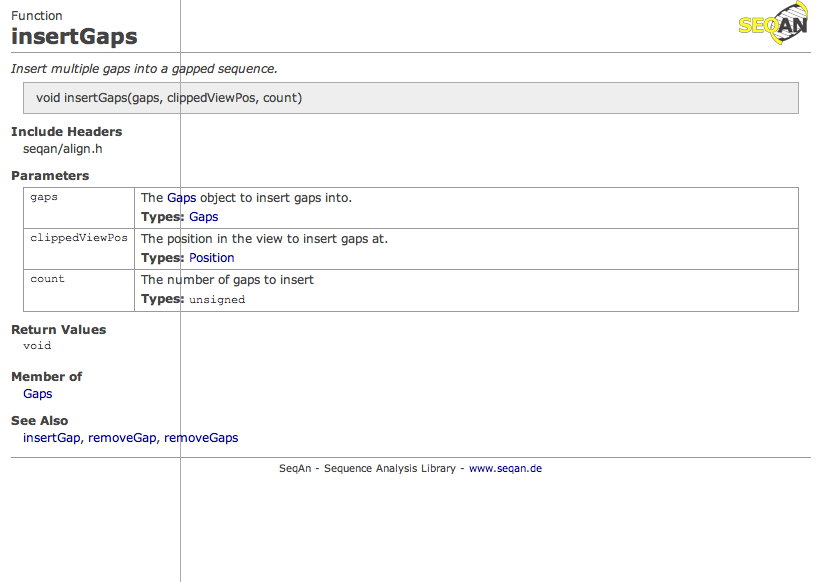 Function
insertGaps
SEQAN
Insert multiple gaps into a gapped sequence.
void insertGaps(gaps, clippedViewPos, count)
Include Headers
seqan/align.h
Parameters
gaps The Gaps object to insert gaps into.
Types: Gaps
clippedViewPos The position in the view to insert gaps at.
Types: Position
count The number of gaps to insert
Types: unsigned
Return Values
void
Member of
Gaps
See Also
insertGap, removeGap, removeGaps
SeqAn - Sequence Analysis Library - www.seqan.de